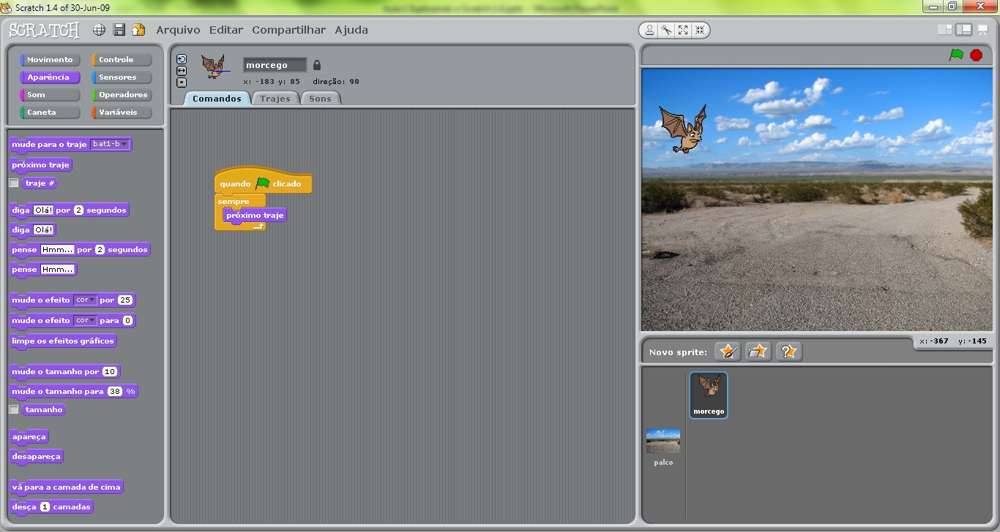 Scratch 1.4 of 30-Jun-09
SCRATCH
Arquivo Editar Compartilhar Ajuda
Movimento Controle
Aparência Sensores
Som Operadores
Caneta Variáveis
mude para o traje bat1-b
próximo traje
traje #
diga Olá! por 2 segundos
diga Olá!
pense Hmm... por 2 segundos
pense Hmm...
mude o efeito cor por 25
mude o efeito cor para 0
limpe os efeitos gráficos
mude o tamanho por 10
mude o tamanho para 38 %
tamanho
apareça
desapareça
vá para a camada de cima
desça 1 camadas
morcego
x: -183 y: 85 direção: 90
Comandos Trajes Sons
quando clicado
sempre
próximo traje
x: -367 y: -145
Novo sprite:
morcego
palco